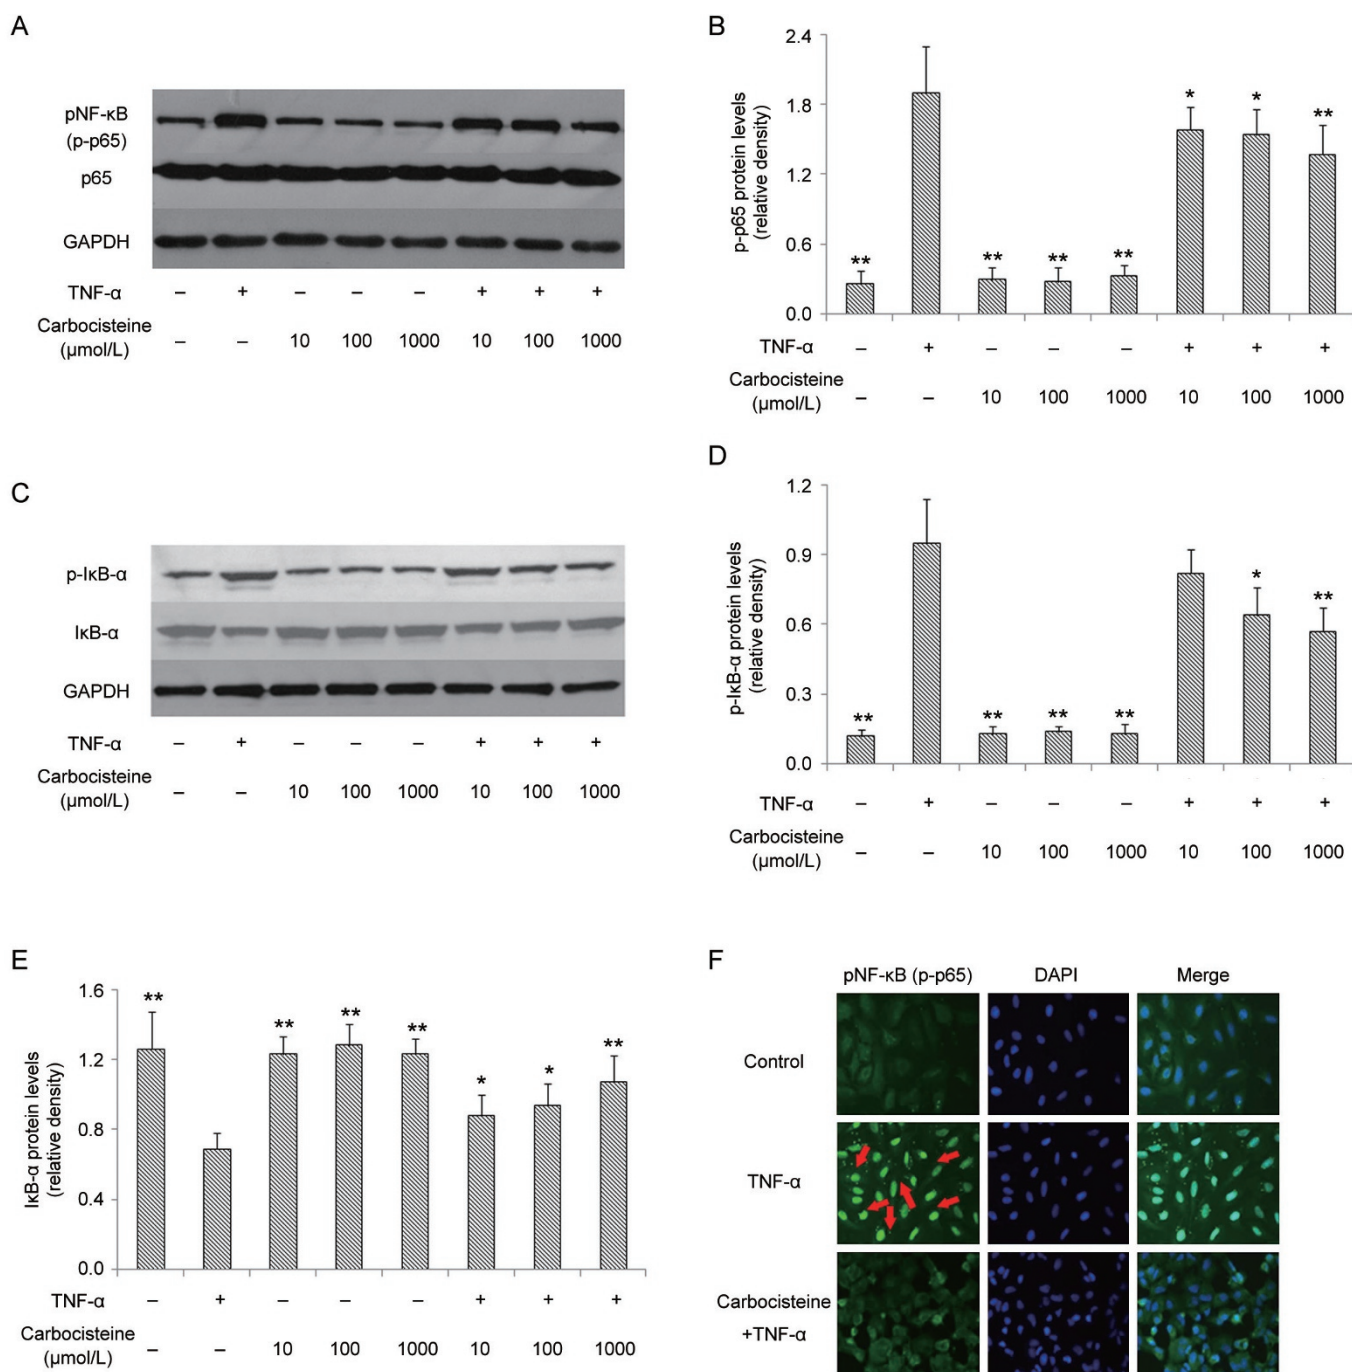 A
pNF-κB
(p-p65)
p65
GAPDH
TNF-α – + – – – + + +
Carbocisteine
(μmol/L) – – 10 100 1000 10 100 1000
B
p-p65 protein levels
(relative density)
2.4
1.8
1.2
0.6
0.0
** ** ** ** * * **
TNF-α – + – – – + + +
Carbocisteine
(μmol/L) – – 10 100 1000 10 100 1000
C
p-IκB-α
IκB-α
GAPDH
TNF-α – + – – – + + +
Carbocisteine
(μmol/L) – – 10 100 1000 10 100 1000
D
p-IκB-α protein levels
(relative density)
1.2
0.9
0.6
0.3
0.0
** ** ** ** * **
TNF-α – + – – – + + +
Carbocisteine
(μmol/L) – – 10 100 1000 10 100 1000
E
IκB-α protein levels
(relative density)
1.6
1.2
0.8
0.4
0.0
** ** ** ** * * **
TNF-α – + – – – + + +
Carbocisteine
(μmol/L) – – 10 100 1000 10 100 1000
F
pNF-κB (p-p65) DAPI Merge
Control
TNF-α
Carbocisteine
+TNF-α